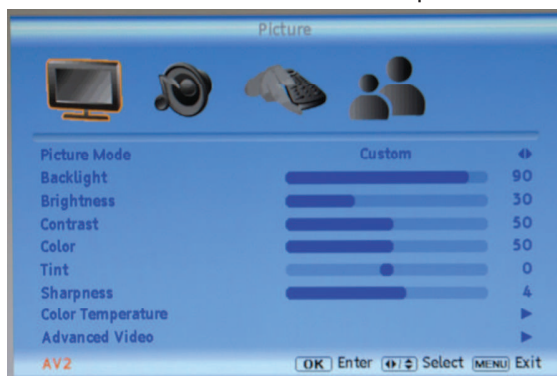 Picture
Picture Mode Custom
Backlight 90
Brightness 30
Contrast 50
Color 50
Tint 0
Sharpness 4
Color Temperature
Advanced Video
AV2 OK Enter Select MENU Exit